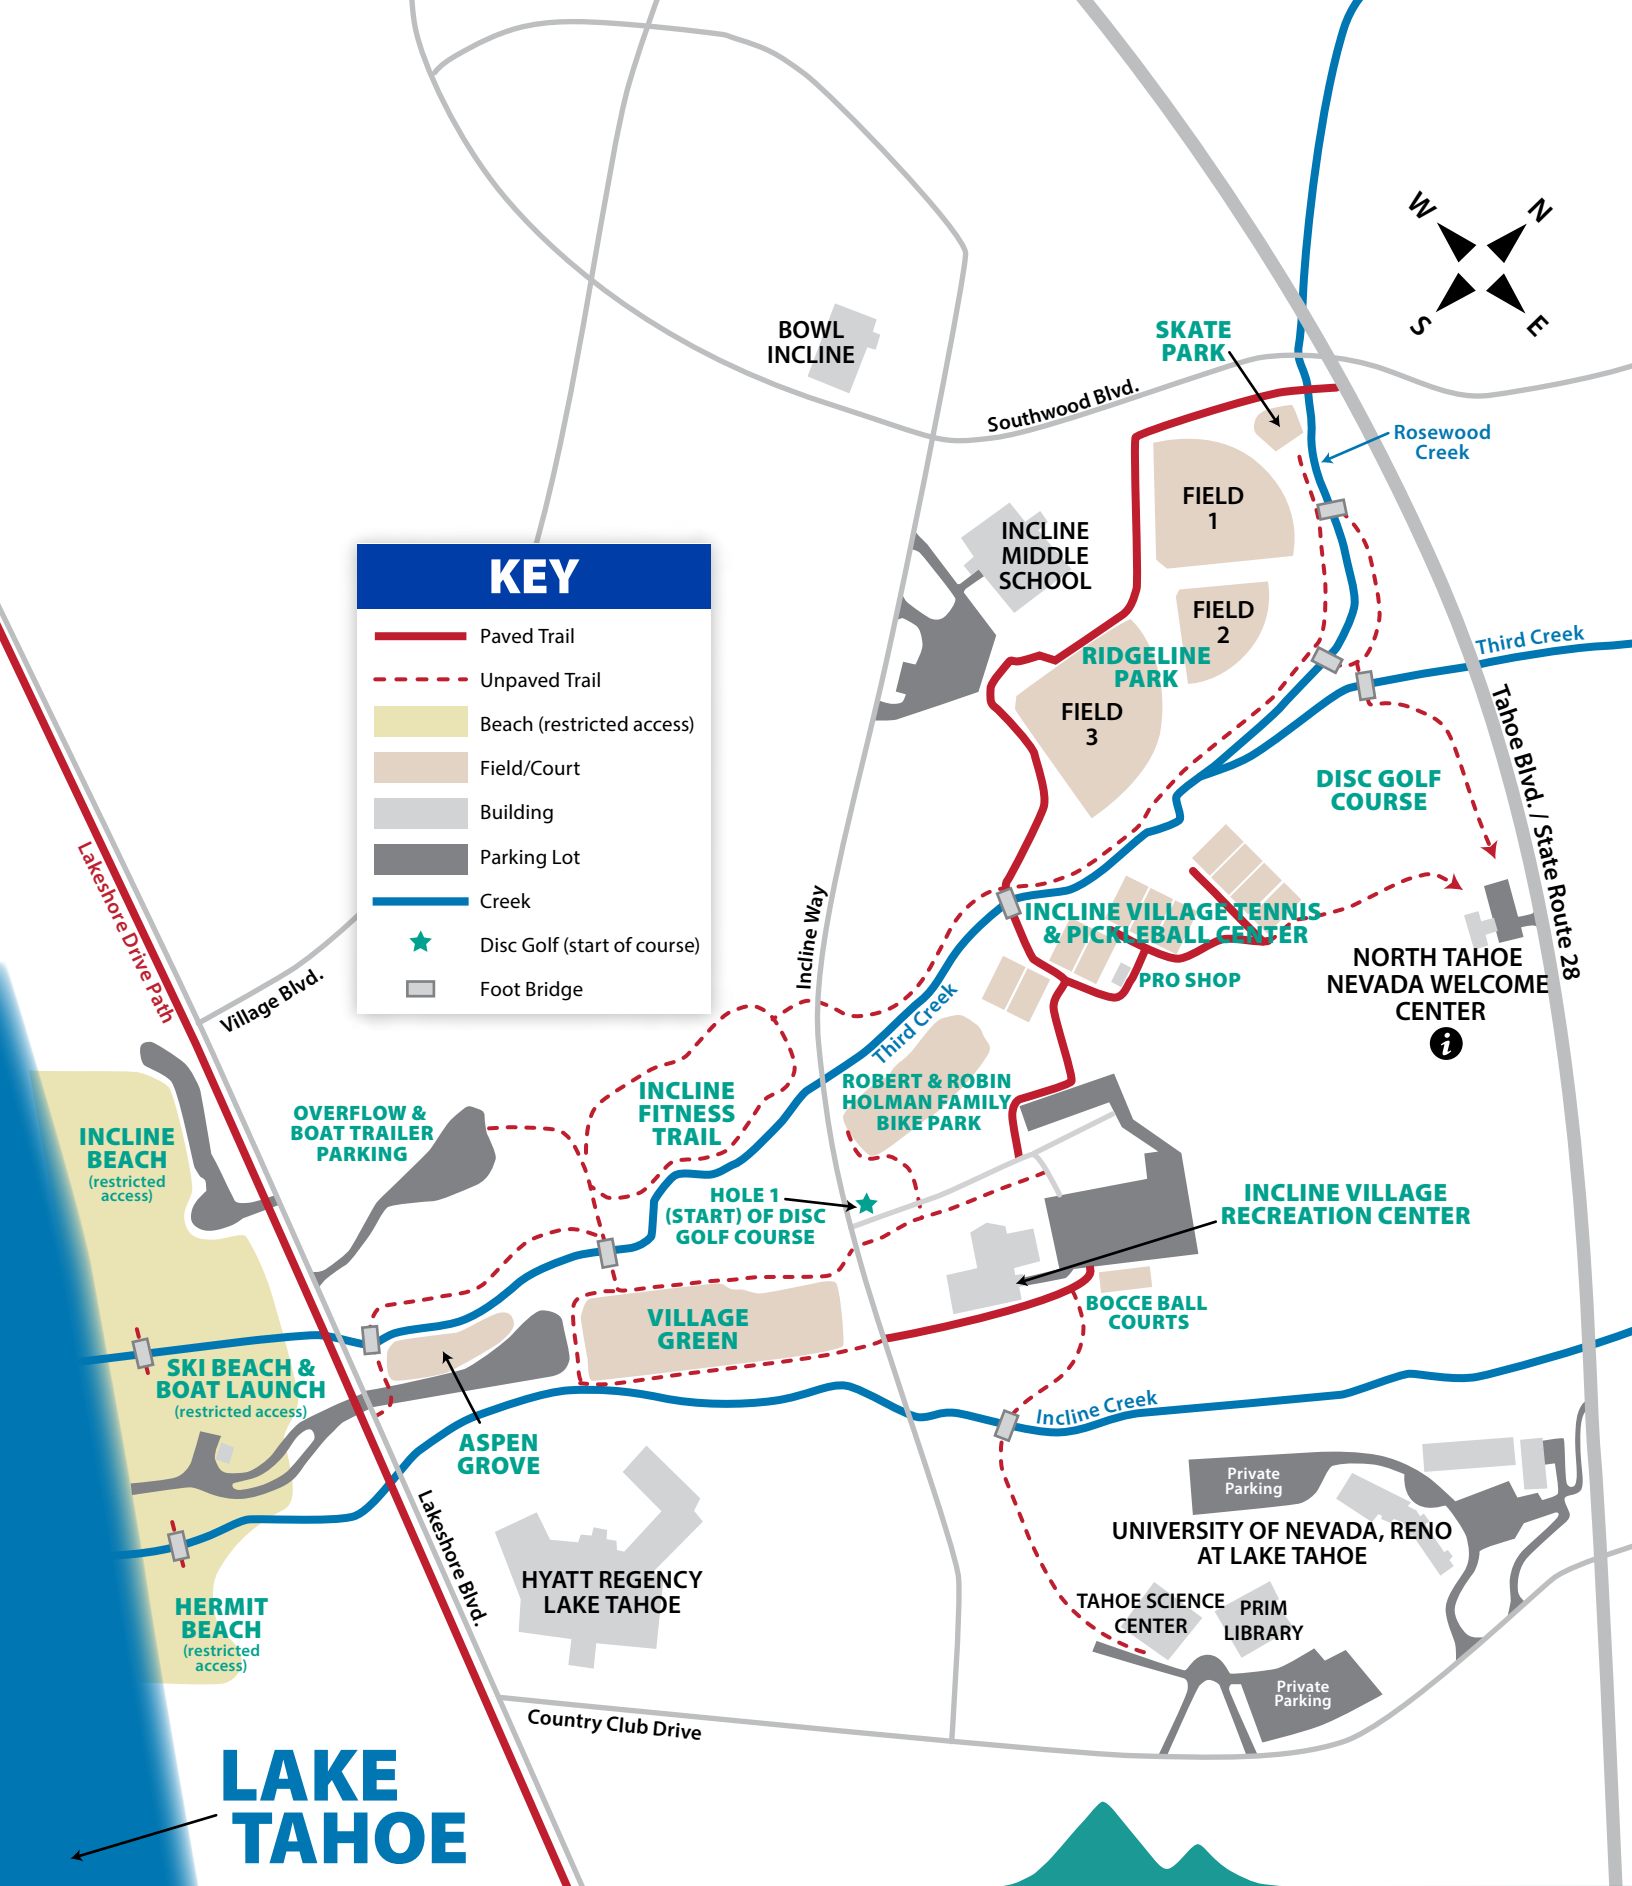 W
N
S
E
BOWL
INCLINE
SKATE
PARK
Southwood Blvd.
Rosewood
Creek
FIELD
1
INCLINE
MIDDLE
SCHOOL
FIELD
2
RIDGELINE
PARK
FIELD
3
Third Creek
Tahoe Blvd. / State Route 28
KEY
Paved Trail
Unpaved Trail
Beach (restricted access)
Field/Court
Building
Parking Lot
Creek
Disc Golf (start of course)
Foot Bridge
DISC GOLF
COURSE
Lakeshore Drive Path
Incline Way
INCLINE VILLAGE TENNIS
& PICKLEBALL CENTER
PRO SHOP
NORTH TAHOE
NEVADA WELCOME
CENTER
i
Village Blvd.
Third Creek
INCLINE
FITNESS
TRAIL
ROBERT & ROBIN
HOLMAN FAMILY
BIKE PARK
OVERFLOW &
BOAT TRAILER
PARKING
INCLINE
BEACH
(restricted
access)
HOLE 1
(START) OF DISC
GOLF COURSE
INCLINE VILLAGE
RECREATION CENTER
BOCCE BALL
COURTS
VILLAGE
GREEN
SKI BEACH &
BOAT LAUNCH
(restricted access)
Incline Creek
ASPEN
GROVE
Private
Parking
UNIVERSITY OF NEVADA, RENO
AT LAKE TAHOE
Lakeshore Blvd.
HYATT REGENCY
LAKE TAHOE
HERMIT
BEACH
(restricted
access)
TAHOE SCIENCE
CENTER
PRIM
LIBRARY
Private
Parking
Country Club Drive
LAKE
TAHOE